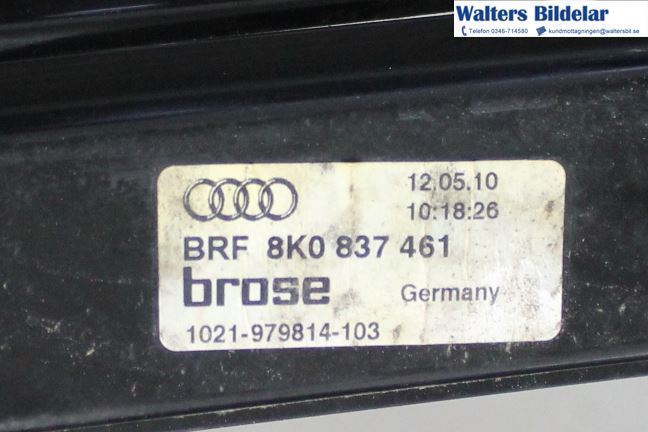 Walters Bildelar
Telefon 0346-714580 kundmottagningen@waltersbil.se
12.05.10
10:18:26
BRF 8K0 837 461
brose Germany
1021-979814-103